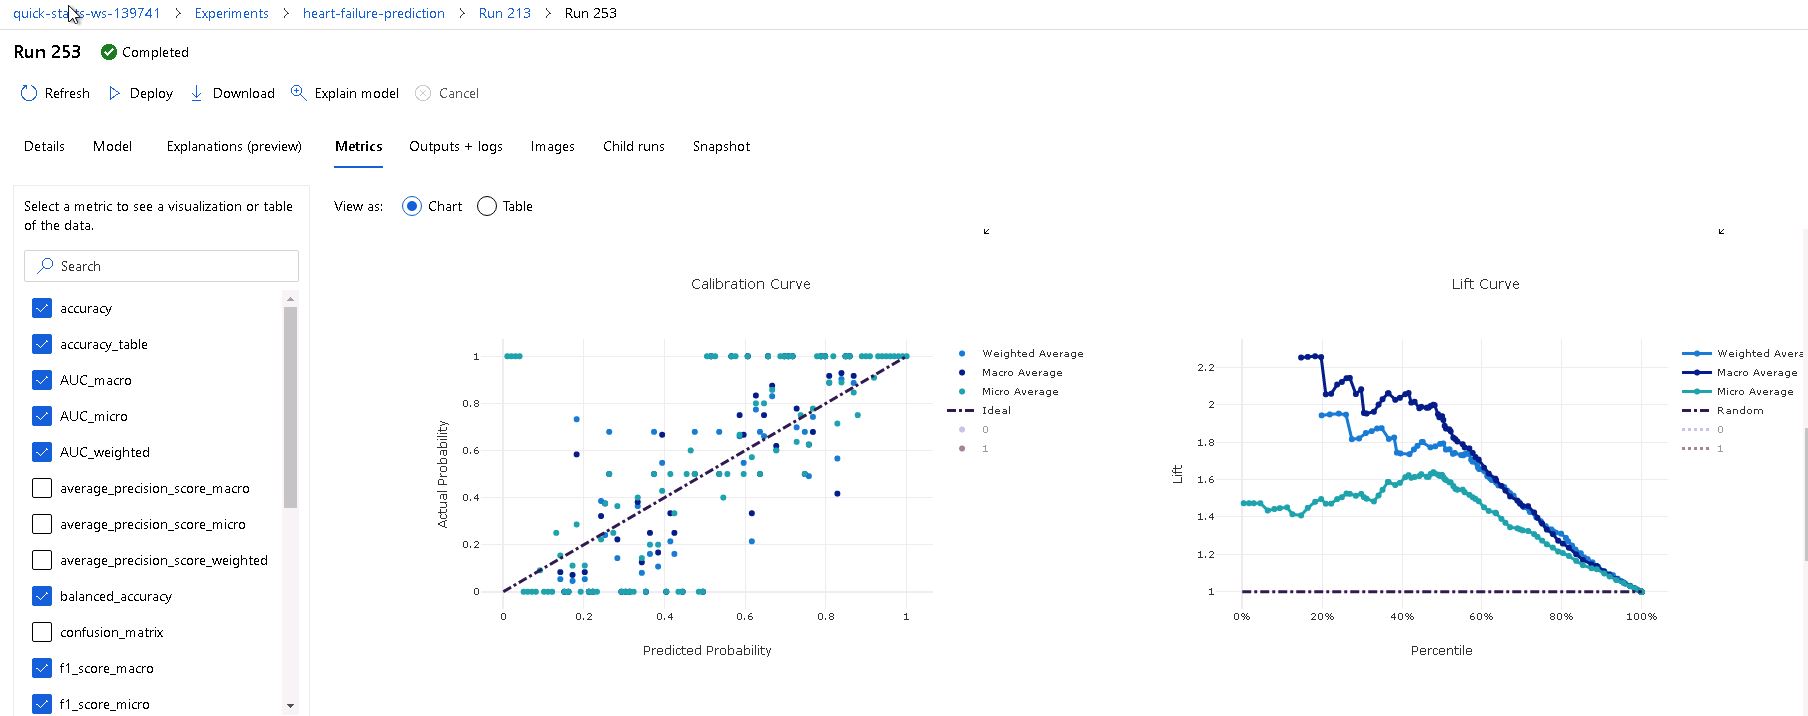 quick-starts-ws-139741 > Experiments > heart-failure-prediction > Run 213 > Run 253
Run 253 Completed
Refresh Deploy Download Explain model Cancel
Details Model Explanations (preview) Metrics Outputs + logs Images Child runs Snapshot
Select a metric to see a visualization or table
of the data.
Search
accuracy
accuracy_table
AUC_macro
AUC_micro
AUC_weighted
average_precision_score_macro
average_precision_score_micro
average_precision_score_weighted
balanced_accuracy
confusion_matrix
f1_score_macro
f1_score_micro
View as: Chart Table
Calibration Curve
Actual Probability
1
0.8
0.6
0.4
0.2
0
0 0.2 0.4 0.6 0.8 1
Predicted Probability
Weighted Average
Macro Average
Micro Average
Ideal
0
1
Lift Curve
Lift
2.2
2
1.8
1.6
1.4
1.2
1
0% 20% 40% 60% 80% 100%
Percentile
Weighted Avera
Macro Average
Micro Average
Random
0
1